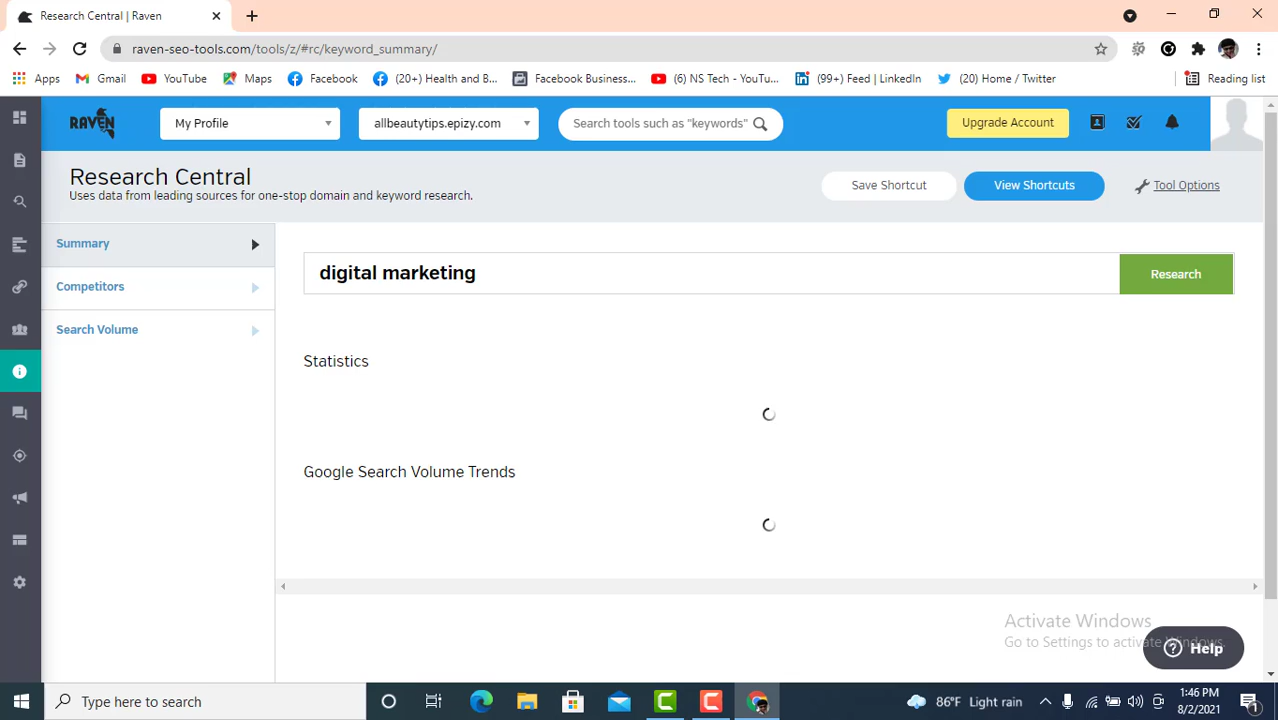 Research Central | Raven
raven-seo-tools.com/tools/z/#rc/keyword_summary/
Apps Gmail YouTube Maps Facebook (20+) Health and B... Facebook Business... (6) NS Tech - YouTu... (99+) Feed | LinkedIn (20) Home / Twitter Reading list
RAVEN My Profile allbeautytips.epizy.com Search tools such as "keywords" Upgrade Account
Research Central
Uses data from leading sources for one-stop domain and keyword research.
Save Shortcut View Shortcuts Tool Options
Summary
Competitors
Search Volume
digital marketing Research
Statistics
Google Search Volume Trends
Activate Windows
Go to Settings to activate Windows.
Help
Type here to search
86°F Light rain
1:46 PM
8/2/2021
1